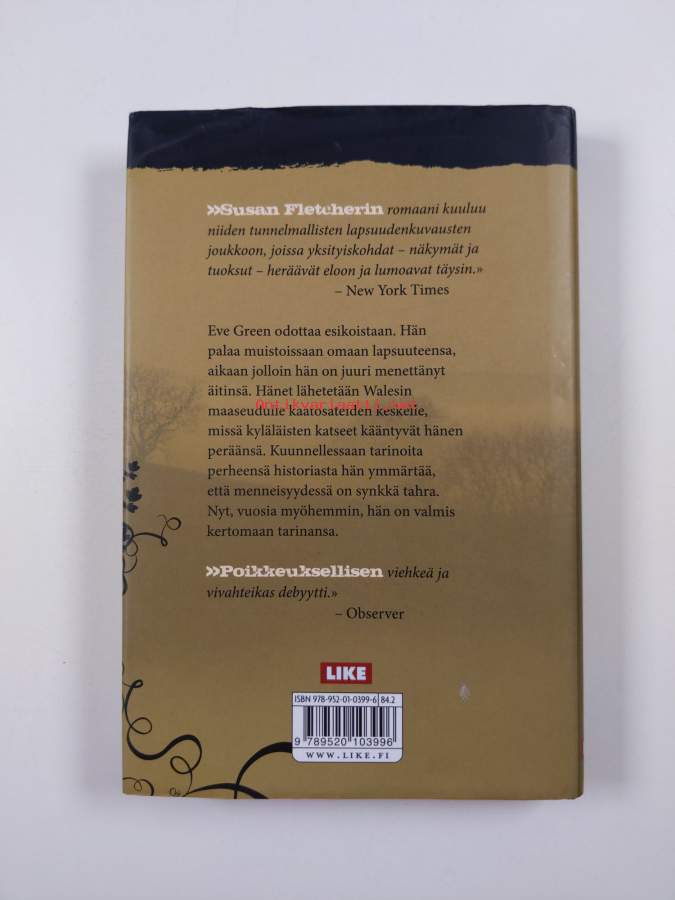 »Susan Fletcherin romaani kuuluu
niiden tunnelmallisten lapsuudenkuvausten
joukkoon, joissa yksityiskohdat – näkymät ja
tuoksut – heräävät eloon ja lumoavat täysin.»
– New York Times
Eve Green odottaa esikoistaan. Hän
palaa muistoissaan omaan lapsuuteensa,
aikaan jolloin hän on juuri menettänyt
äitinsä. Hänet lähetetään Walesin
Antikvariaatti.net
maaseudulle kaatosateiden keskelle,
missä kyläläisten katseet kääntyvät hänen
peräänsä. Kuunnellessaan tarinoita
perheensä historiasta hän ymmärtää,
että menneisyydessä on synkkä tahra.
Nyt, vuosia myöhemmin, hän on valmis
kertomaan tarinansa.
»Poikkeuksellisen viehkeä ja
vivahteikas debyytti.»
– Observer
LIKE
ISBN 978-952-01-0399-6 84.2
9 789520 103996
WWW.LIKE.FI